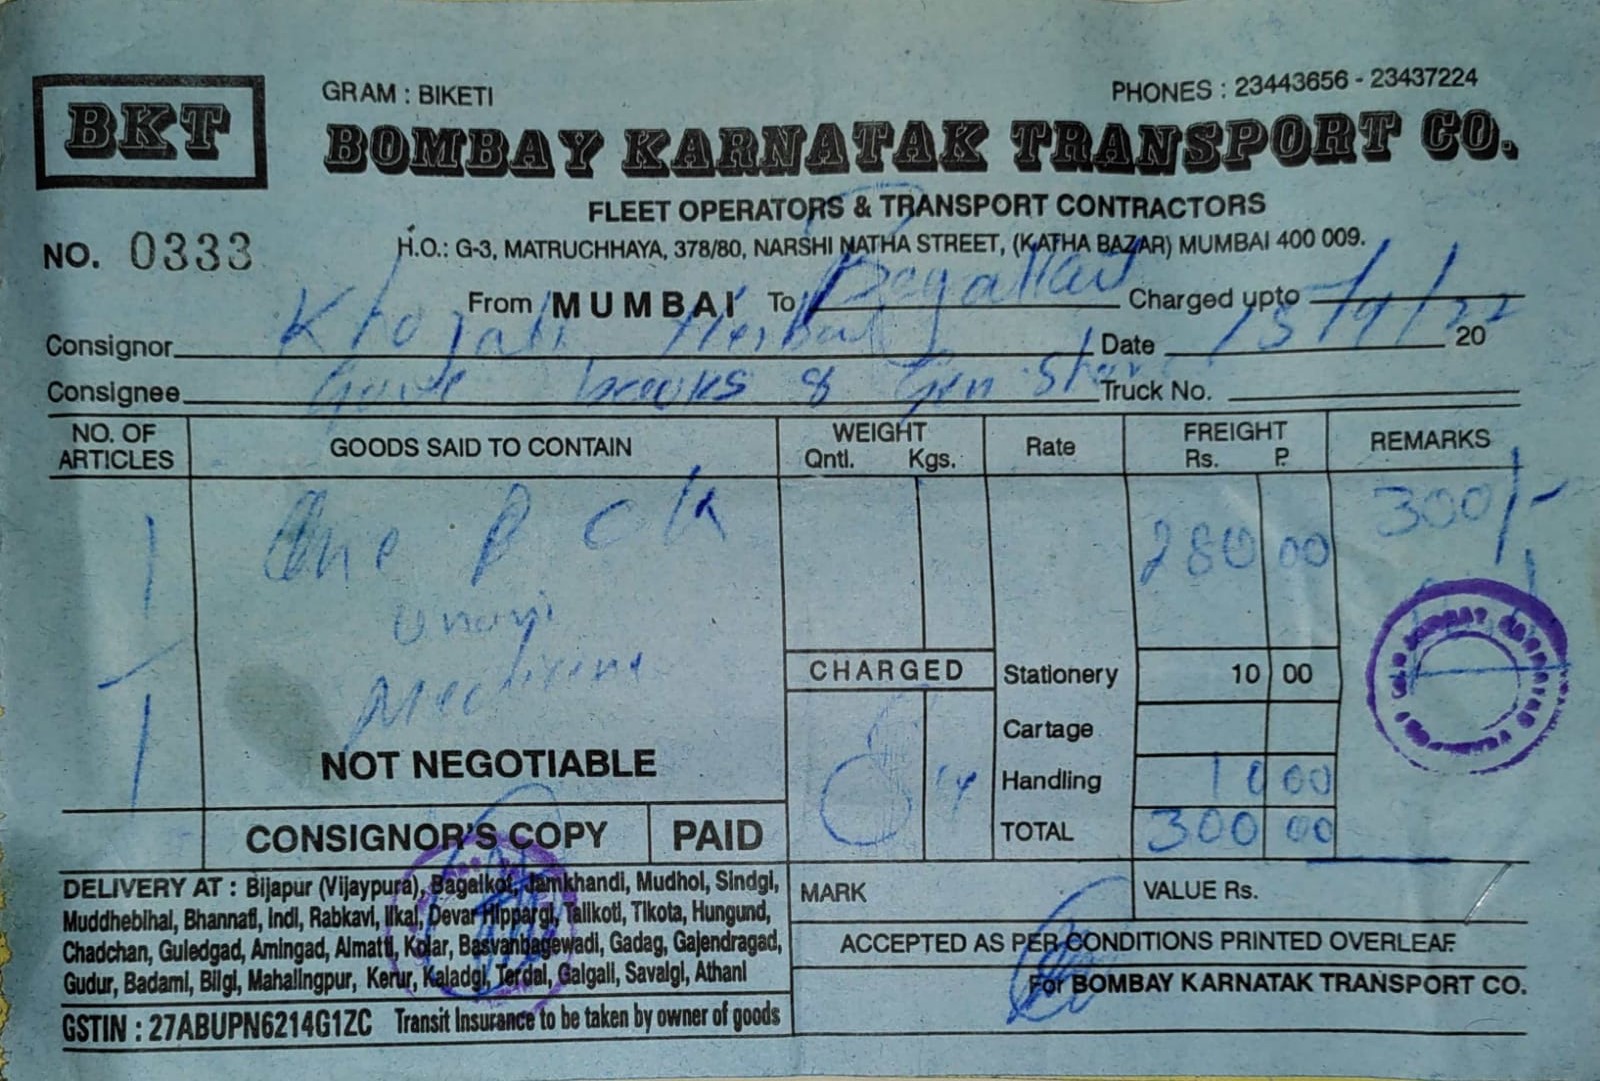 BKT
GRAM : BIKETI
PHONES : 23443656 - 23437224
BOMBAY KARNATAK TRANSPORT CO.
FLEET OPERATORS & TRANSPORT CONTRACTORS
NO. 0333
H.O.: G-3, MATRUCHHAYA, 378/80, NARSHI NATHA STREET, (KATHA BAZAR) MUMBAI 400 009.
From MUMBAI To Charged upto
Consignor Khojati Herbal Date 20
Consignee books & Gen Store Truck No.
NO. OF ARTICLES GOODS SAID TO CONTAIN WEIGHT Qntl. Kgs. Rate FREIGHT Rs. P. REMARKS
1 One 280 00 300/-
unani
Medicine
1
CHARGED Stationery 10 00
Cartage
NOT NEGOTIABLE
Handling 10 00
CONSIGNOR'S COPY PAID TOTAL 300 00
DELIVERY AT : Bijapur (Vijaypura), Bagalkot, Jamkhandi, Mudhol, Sindgi,
Muddhebihal, Bhannati, Indi, Rabkavi, Ilkal, Devar Hippargi, Talikoti, Tikota, Hungund,
Chadchan, Guledgad, Amingad, Almatti, Kolar, Basvanbagewadi, Gadag, Gajendragad,
Gudur, Badami, Bilgi, Mahalingpur, Kerur, Kaladgi, Terdal, Galgali, Savalgi, Athani
GSTIN : 27ABUPN6214G1ZC Transit Insurance to be taken by owner of goods
MARK VALUE Rs.
ACCEPTED AS PER CONDITIONS PRINTED OVERLEAF
For BOMBAY KARNATAK TRANSPORT CO.